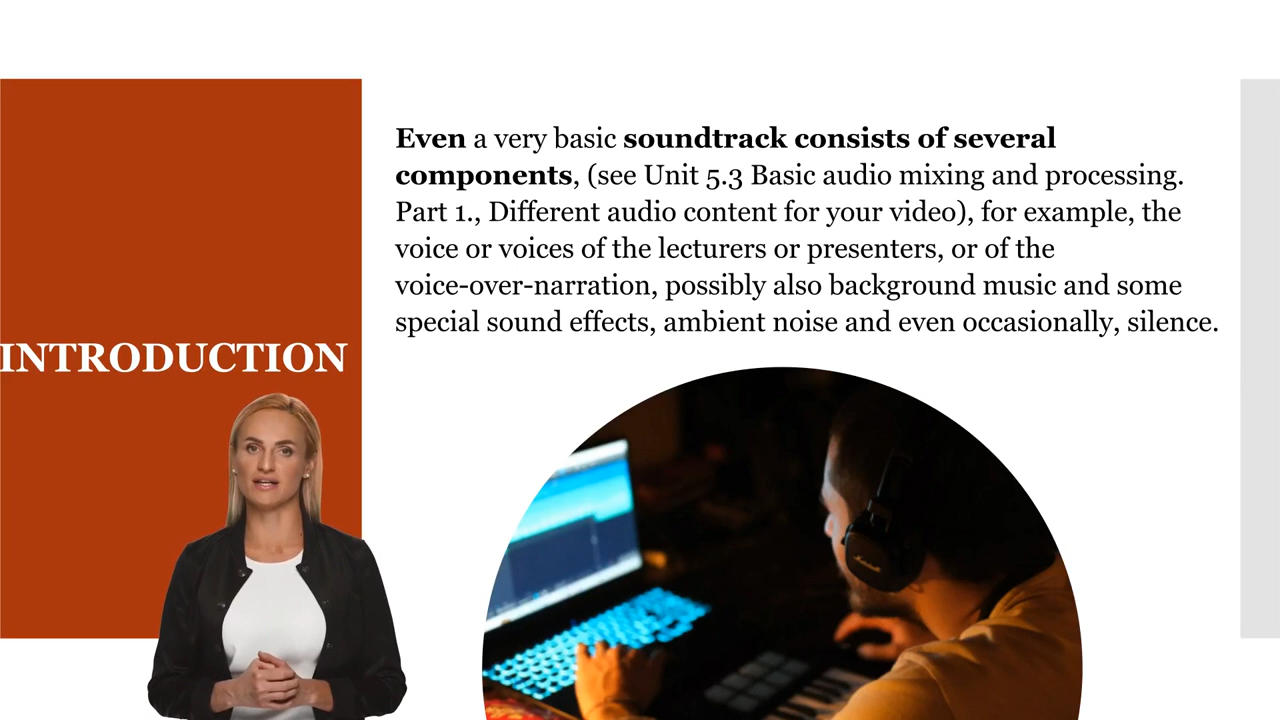 Even a very basic soundtrack consists of several
components, (see Unit 5.3 Basic audio mixing and processing.
Part 1., Different audio content for your video), for example, the
voice or voices of the lecturers or presenters, or of the
voice-over-narration, possibly also background music and some
special sound effects, ambient noise and even occasionally, silence.
INTRODUCTION
Marshall